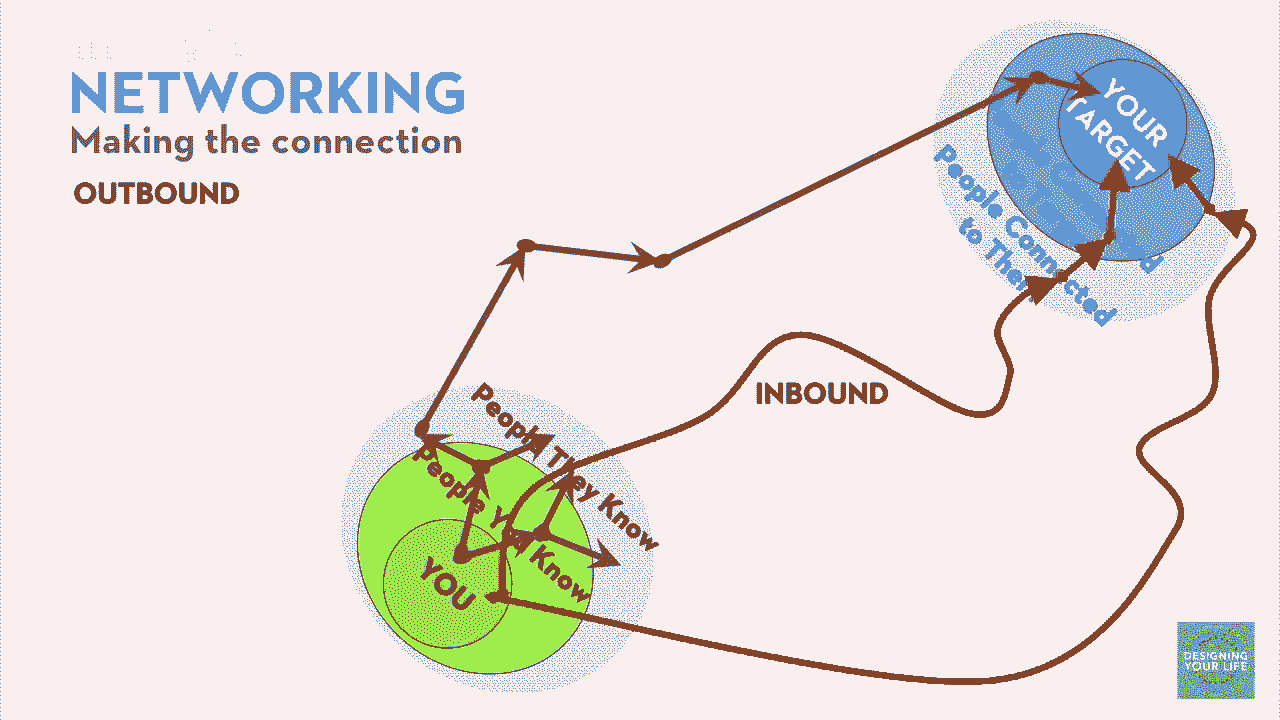 NETWORKING
Making the connection
OUTBOUND
YOUR
TARGET
People Connected
to Them
INBOUND
People They Know
People You Know
YOU
DESIGNING
YOUR LIFE